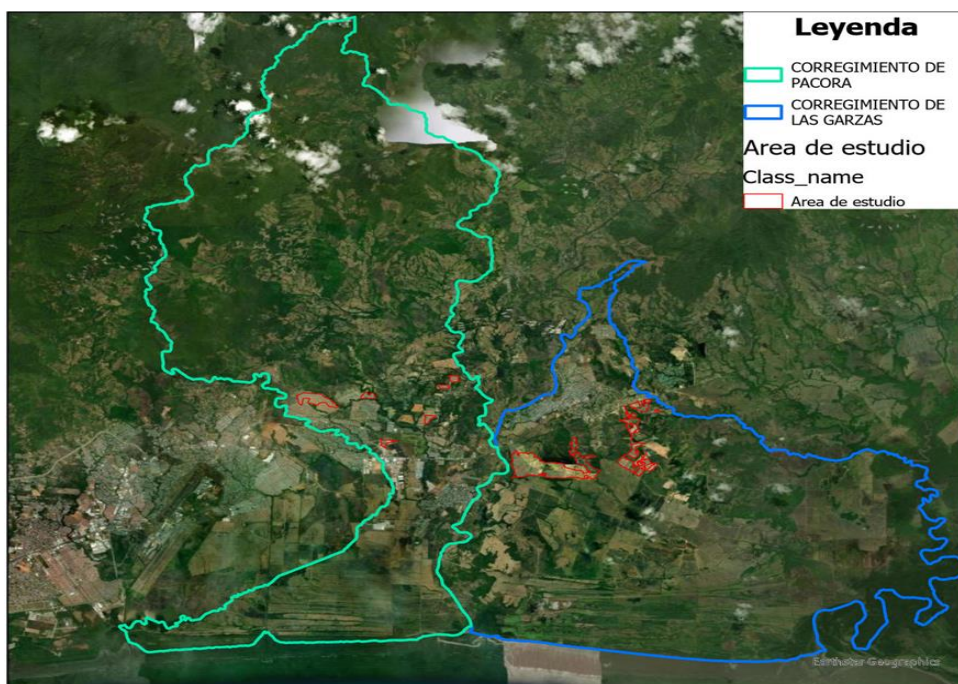 Leyenda
CORREGIMIENTO DE
PACORA
CORREGIMIENTO DE
LAS GARZAS
Area de estudio
Class_name
Area de estudio
Earthstar Geographics